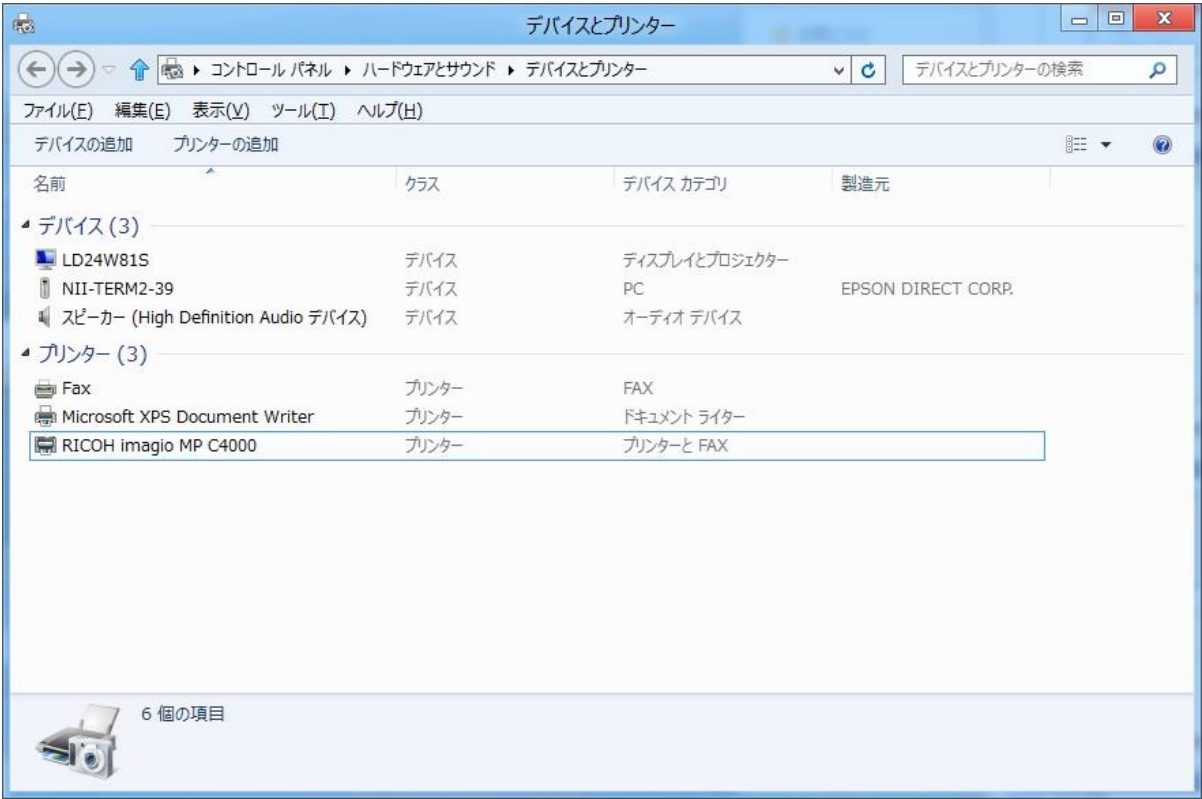 デバイスとプリンター
コントロール パネル ハードウェアとサウンド デバイスとプリンター デバイスとプリンターの検索
ファイル(F) 編集(E) 表示(V) ツール(T) ヘルプ(H)
デバイスの追加 プリンターの追加
名前 クラス デバイス カテゴリ 製造元
デバイス (3)
LD24W81S デバイス ディスプレイとプロジェクター
NII-TERM2-39 デバイス PC EPSON DIRECT CORP.
スピーカー (High Definition Audio デバイス) デバイス オーディオ デバイス
プリンター (3)
Fax プリンター FAX
Microsoft XPS Document Writer プリンター ドキュメント ライター
RICOH imagio MP C4000 プリンター プリンターと FAX
6 個の項目